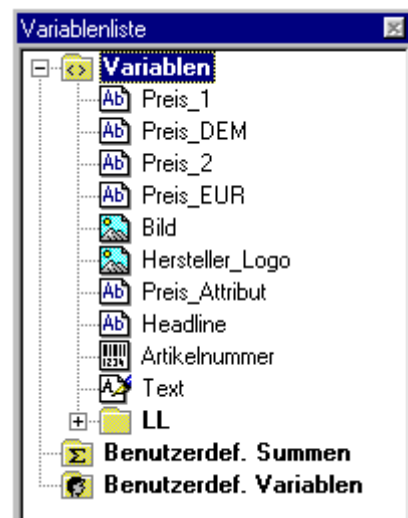 Variablenliste
Variablen
Preis_1
Preis_DEM
Preis_2
Preis_EUR
Bild
Hersteller_Logo
Preis_Attribut
Headline
Artikelnummer
Text
LL
Benutzerdef. Summen
Benutzerdef. Variablen